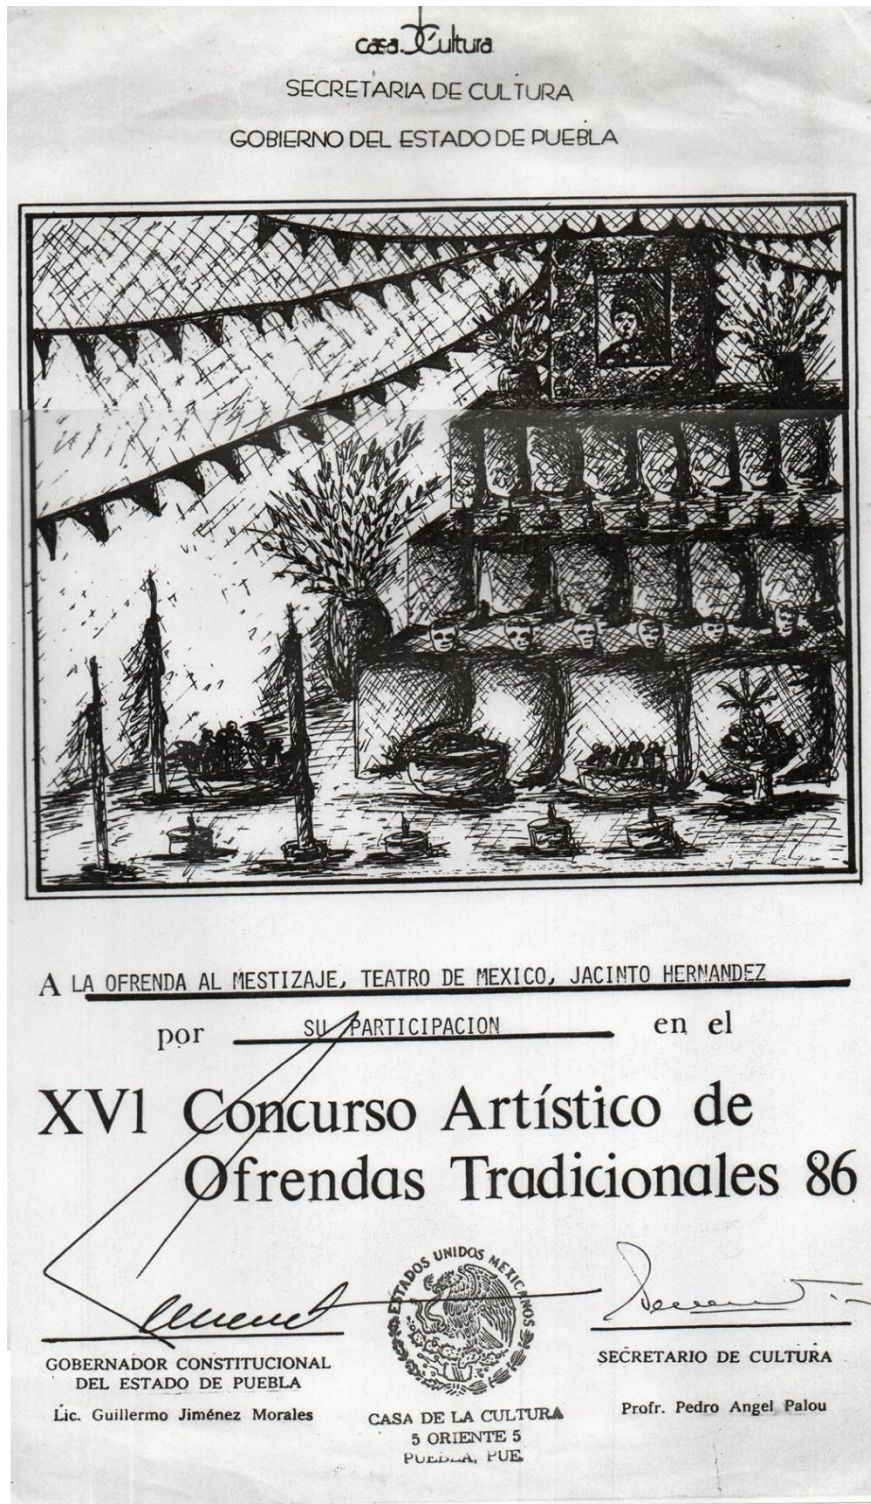 casa Cultura
SECRETARIA DE CULTURA
GOBIERNO DEL ESTADO DE PUEBLA
A LA OFRENDA AL MESTIZAJE, TEATRO DE MEXICO, JACINTO HERNANDEZ
por SU PARTICIPACION en el
XVI Concurso Artístico de
Ofrendas Tradicionales 86
ESTADOS UNIDOS MEXICANOS
GOBERNADOR CONSTITUCIONAL
DEL ESTADO DE PUEBLA
Lic. Guillermo Jiménez Morales
CASA DE LA CULTURA
5 ORIENTE 5
PUEBLA, PUE.
SECRETARIO DE CULTURA
Profr. Pedro Angel Palou